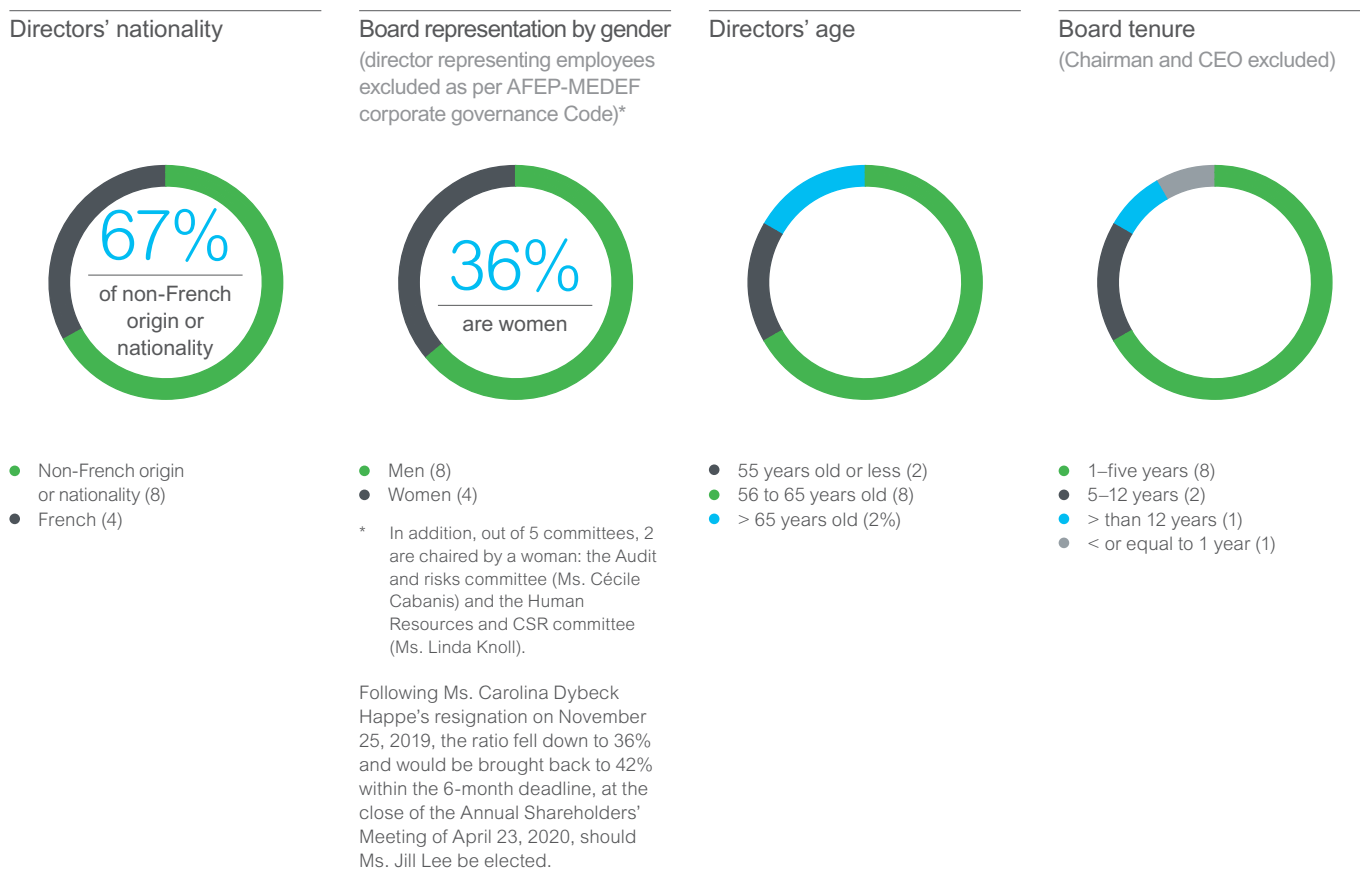 Directors’ nationality
67%
of non-French
origin or
nationality
Non-French origin
or nationality (8)
French (4)
Board representation by gender
(director representing employees
excluded as per AFEP-MEDEF
corporate governance Code)*
36%
are women
Men (8)
Women (4)
* In addition, out of 5 committees, 2
are chaired by a woman: the Audit
and risks committee (Ms. Cécile
Cabanis) and the Human
Resources and CSR committee
(Ms. Linda Knoll).
Following Ms. Carolina Dybeck
Happe’s resignation on November
25, 2019, the ratio fell down to 36%
and would be brought back to 42%
within the 6-month deadline, at the
close of the Annual Shareholders’
Meeting of April 23, 2020, should
Ms. Jill Lee be elected.
Directors’ age
55 years old or less (2)
56 to 65 years old (8)
> 65 years old (2%)
Board tenure
(Chairman and CEO excluded)
1–five years (8)
5–12 years (2)
> than 12 years (1)
< or equal to 1 year (1)